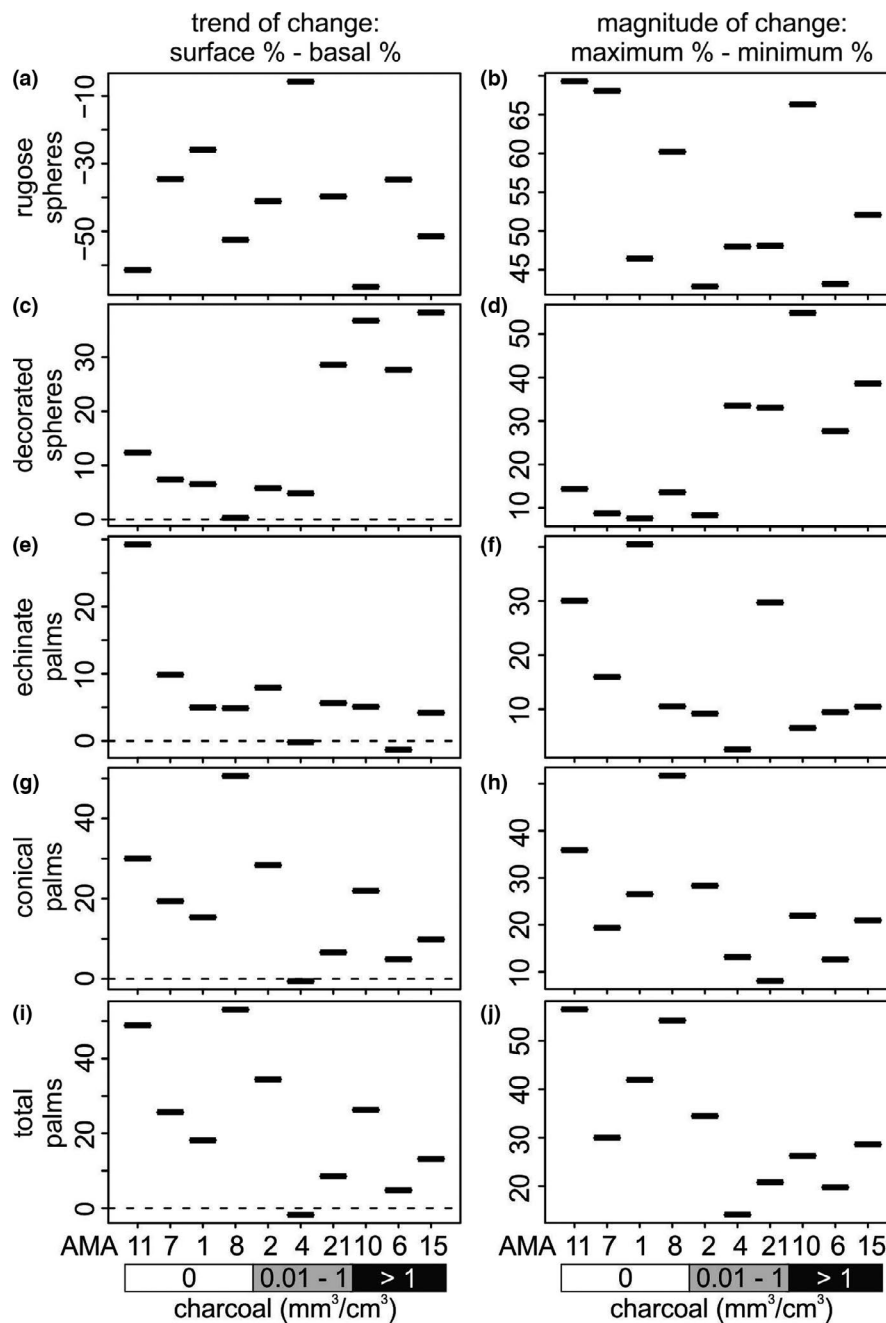 trend of change: magnitude of change:
surface % - basal % maximum % - minimum %
(a) (b)
rugose
spheres
-10
-30
-50
65
60
55
50
45
(c) (d)
decorated
spheres
30
20
10
0
50
40
30
20
10
(e) (f)
echinate
palms
20
10
0
30
20
10
(g) (h)
conical
palms
40
20
0
40
30
20
10
(i) (j)
total
palms
40
20
0
50
40
30
20
AMA 11 7 1 8 2 4 21 10 6 15 AMA 11 7 1 8 2 4 21 10 6 15
0 0.01 - 1 > 1 0 0.01 - 1 > 1
charcoal (mm³/cm³) charcoal (mm³/cm³)